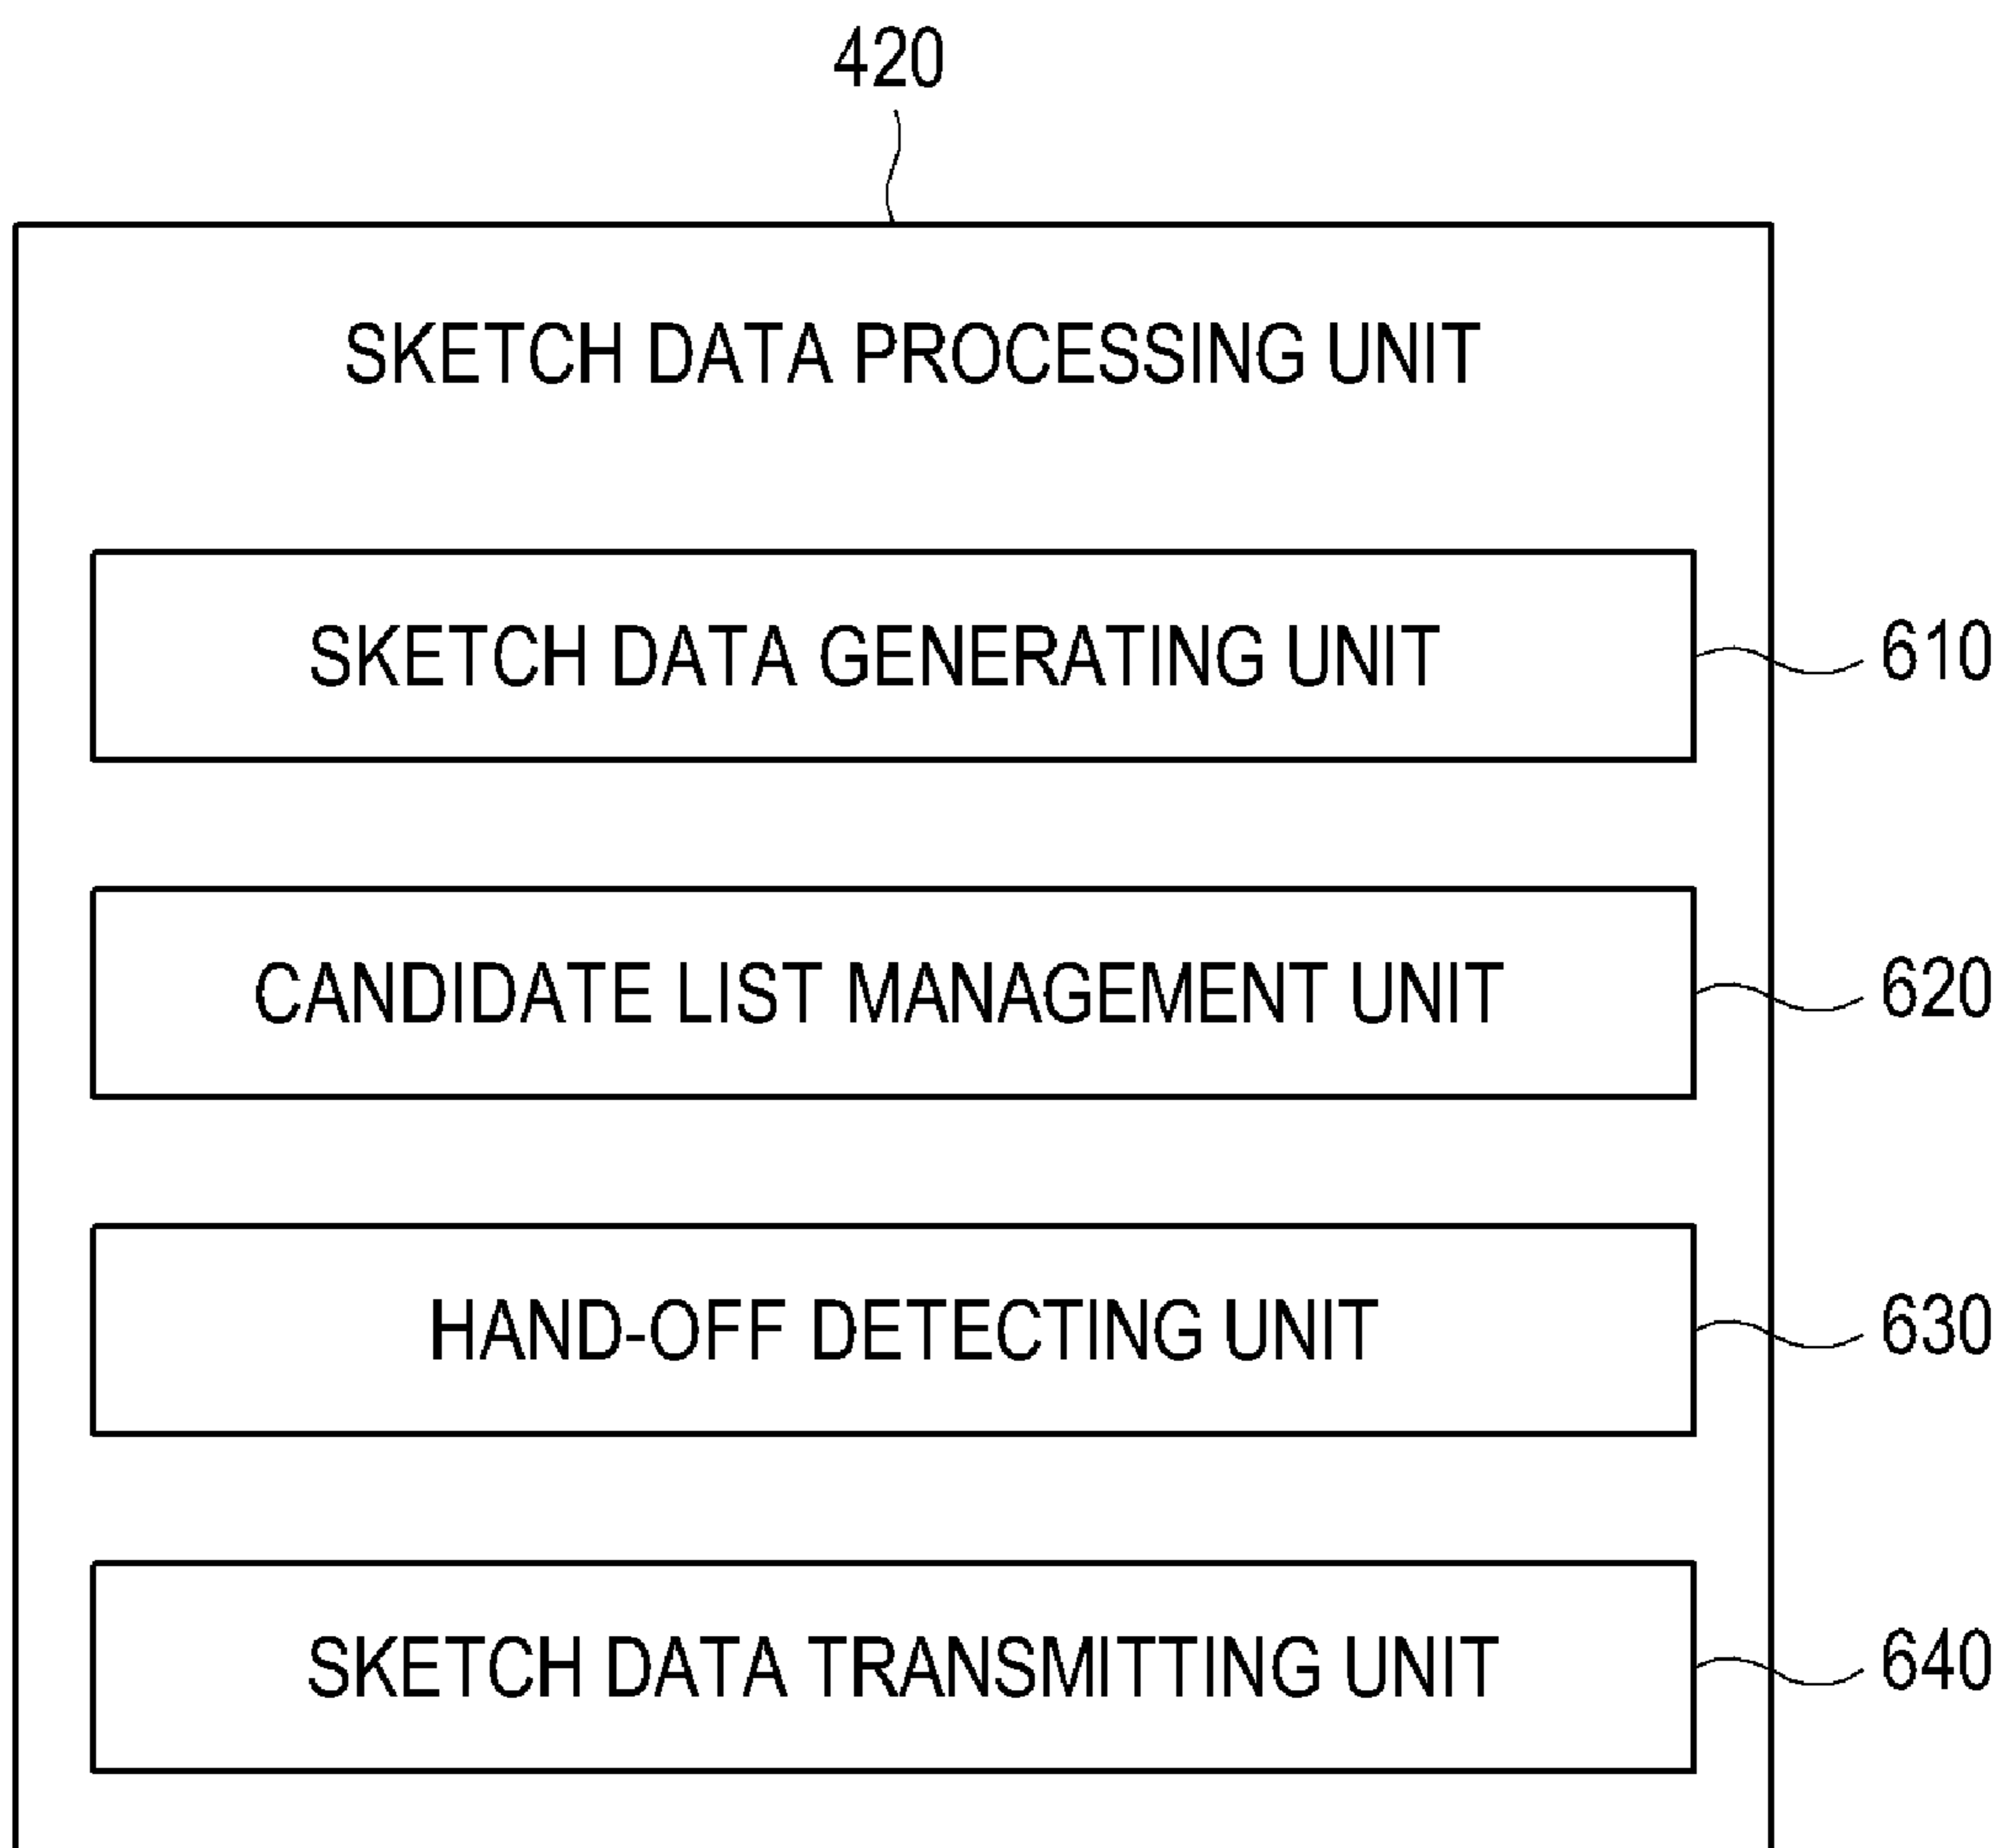 420
SKETCH DATA PROCESSING UNIT
SKETCH DATA GENERATING UNIT 610
CANDIDATE LIST MANAGEMENT UNIT 620
HAND-OFF DETECTING UNIT 630
SKETCH DATA TRANSMITTING UNIT 640